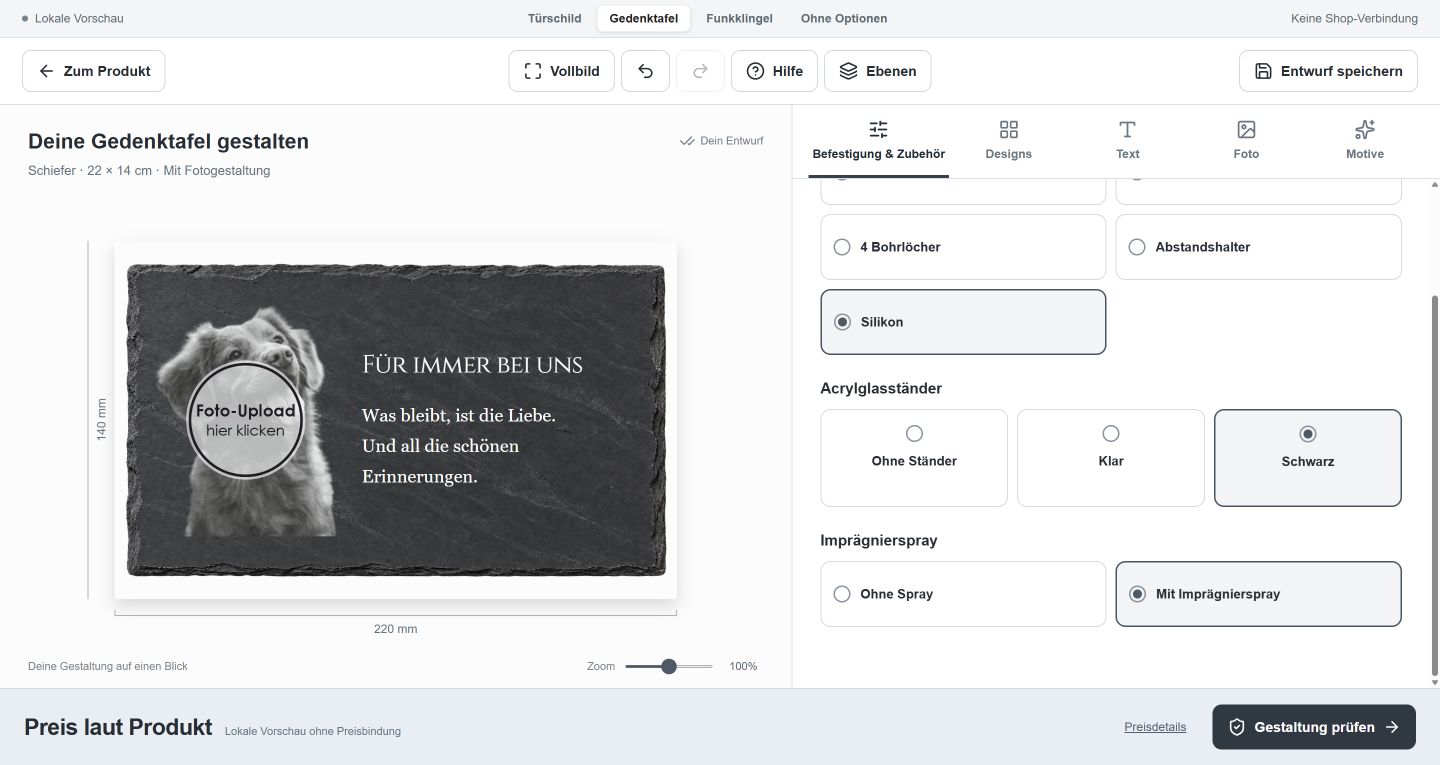 Lokale Vorschau
Türschild
Gedenktafel
Funkklingel
Ohne Optionen
Keine Shop-Verbindung
Zum Produkt
Vollbild
Hilfe
Ebenen
Entwurf speichern
Deine Gedenktafel gestalten
Dein Entwurf
Schiefer · 22 × 14 cm · Mit Fotogestaltung
140 mm
Foto-Upload
hier klicken
Für immer bei uns
Was bleibt, ist die Liebe.
Und all die schönen
Erinnerungen.
220 mm
Deine Gestaltung auf einen Blick
Zoom
100%
Befestigung & Zubehör
Designs
Text
Foto
Motive
4 Bohrlöcher
Abstandshalter
Silikon
Acrylglasständer
Ohne Ständer
Klar
Schwarz
Imprägnierspray
Ohne Spray
Mit Imprägnierspray
Preis laut Produkt
Lokale Vorschau ohne Preisbindung
Preisdetails
Gestaltung prüfen